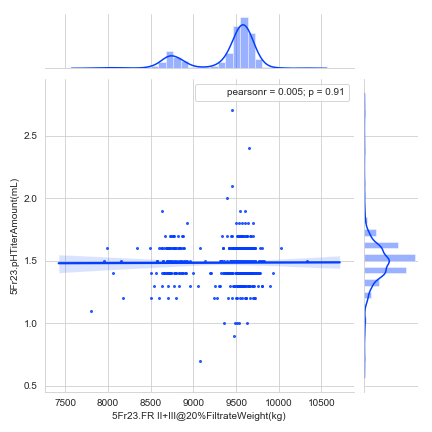 pearsonr = 0.005; p = 0.91
5Fr23.pHTiterAmount(mL)
2.5
2.0
1.5
1.0
0.5
7500 8000 8500 9000 9500 10000 10500
5Fr23.FR II+III@20%FiltrateWeight(kg)